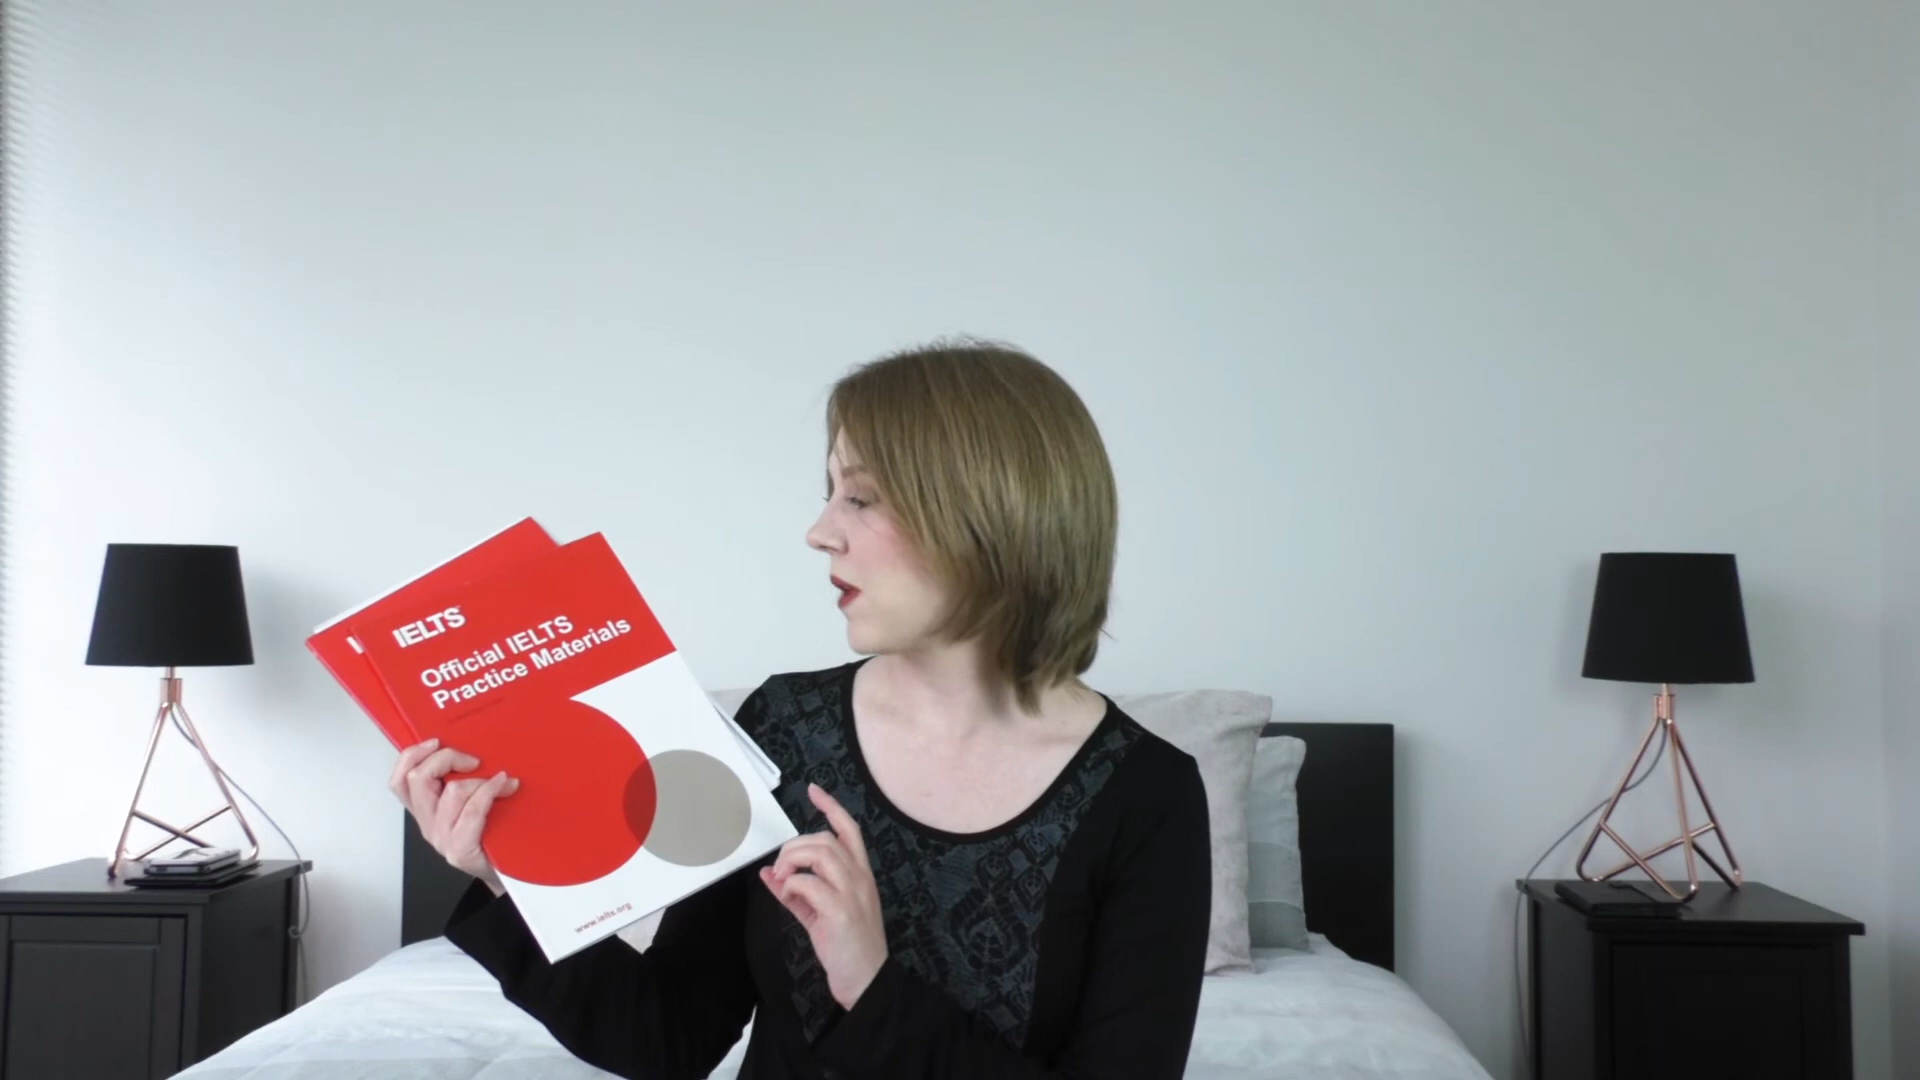 IELTS
Official IELTS
Practice Materials
www.ielts.org